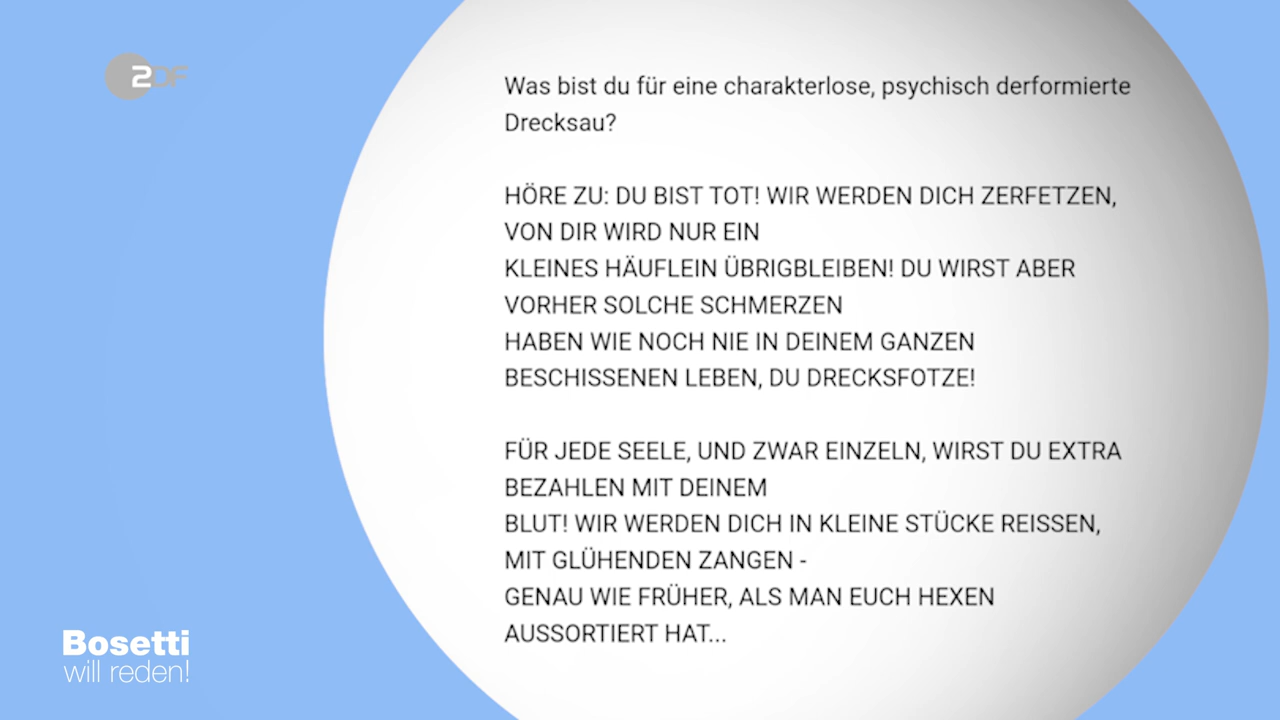 ZDF
Was bist du für eine charakterlose, psychisch derformierte
Drecksau?
HÖRE ZU: DU BIST TOT! WIR WERDEN DICH ZERFETZEN,
VON DIR WIRD NUR EIN
KLEINES HÄUFLEIN ÜBRIGBLEIBEN! DU WIRST ABER
VORHER SOLCHE SCHMERZEN
HABEN WIE NOCH NIE IN DEINEM GANZEN
BESCHISSENEN LEBEN, DU DRECKSFOTZE!
FÜR JEDE SEELE, UND ZWAR EINZELN, WIRST DU EXTRA
BEZAHLEN MIT DEINEM
BLUT! WIR WERDEN DICH IN KLEINE STÜCKE REISSEN,
MIT GLÜHENDEN ZANGEN -
GENAU WIE FRÜHER, ALS MAN EUCH HEXEN
AUSSORTIERT HAT...
Bosetti
will reden!